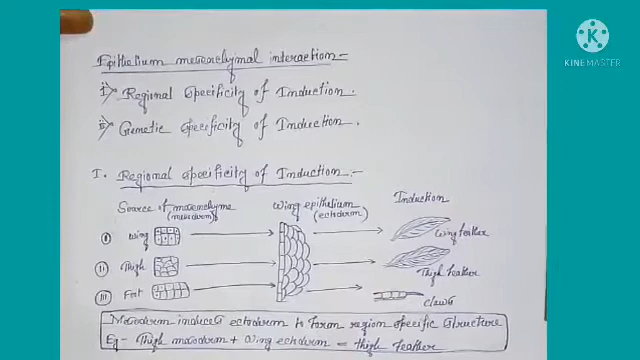 KINEMASTER
Epithelium mesenchymal interaction:-
i> Regional Specificity of Induction.
ii> Genetic specificity of Induction.
I. Regional specificity of Induction:-
Source of mesenchyme (mesoderm) Wing epithelium (ectoderm) Induction
I wing Wing feather
II Thigh Thigh feather
III Foot claws
Mesoderm induces ectoderm to form region specific structure
Eg- Thigh mesoderm + Wing ectoderm = thigh feather